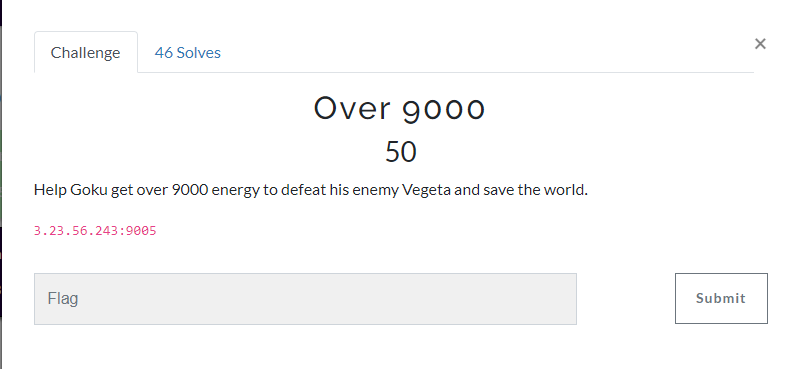 Challenge
46 Solves
×
Over 9000
50
Help Goku get over 9000 energy to defeat his enemy Vegeta and save the world.
3.23.56.243:9005
Flag
Submit